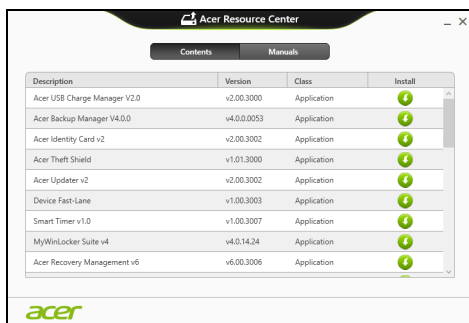 Acer Resource Center
Contents Manuals
Description Version Class Install
Acer USB Charge Manager V2.0 v2.00.3000 Application
Acer Backup Manager V4.0.0 v4.0.0.0053 Application
Acer Identity Card v2 v2.00.3002 Application
Acer Theft Shield v1.01.3000 Application
Acer Updater v2 v2.00.3002 Application
Device Fast-Lane v1.00.3003 Application
Smart Timer v1.0 v1.00.3007 Application
MyWinLocker Suite v4 v4.0.14.24 Application
Acer Recovery Management v6 v6.00.3006 Application
acer